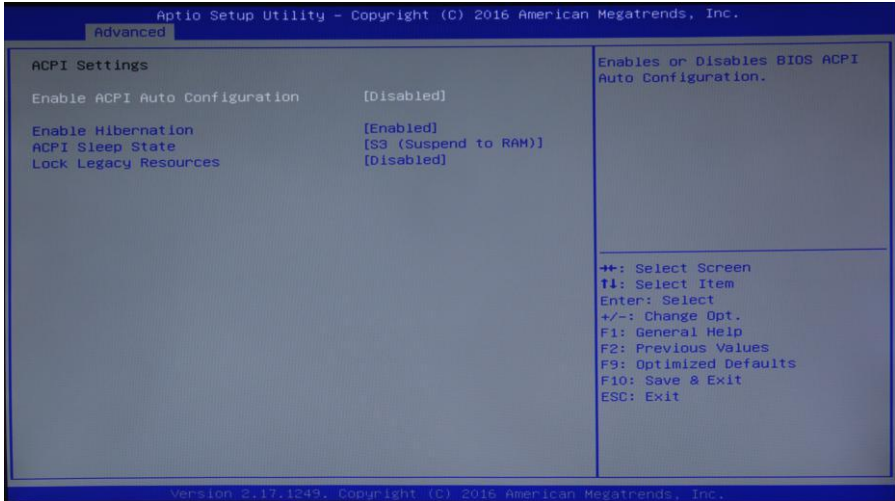 Aptio Setup Utility - Copyright (C) 2016 American Megatrends, Inc.
Advanced
ACPI Settings
Enable ACPI Auto Configuration [Disabled]
Enable Hibernation [Enabled]
ACPI Sleep State [S3 (Suspend to RAM)]
Lock Legacy Resources [Disabled]
Enables or Disables BIOS ACPI
Auto Configuration.
→←: Select Screen
↑↓: Select Item
Enter: Select
+/-: Change Opt.
F1: General Help
F2: Previous Values
F9: Optimized Defaults
F10: Save & Exit
ESC: Exit
Version 2.17.1249. Copyright (C) 2016 American Megatrends, Inc.